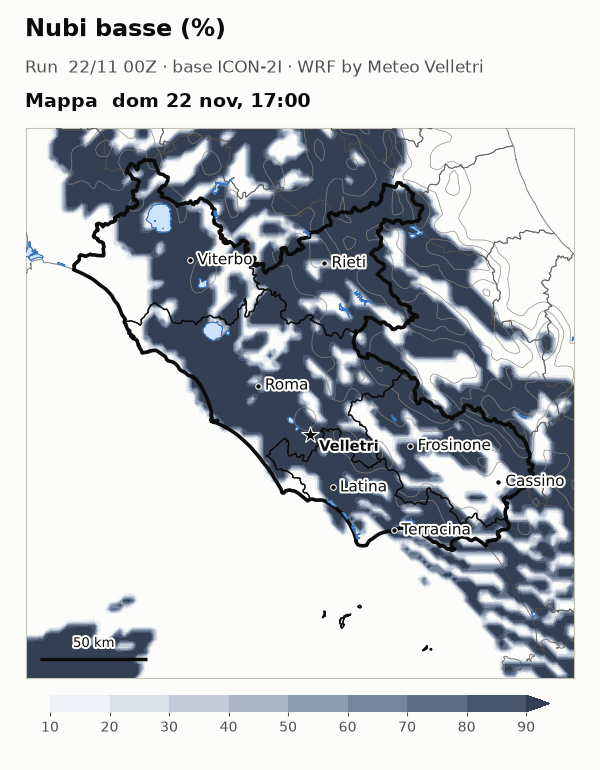 Nubi basse (%)
Run 22/11 00Z · base ICON-2I · WRF by Meteo Velletri
Mappa dom 22 nov, 17:00
Viterbo
Rieti
Roma
Velletri
Frosinone
Cassino
Latina
Terracina
50 km
10 20 30 40 50 60 70 80 90